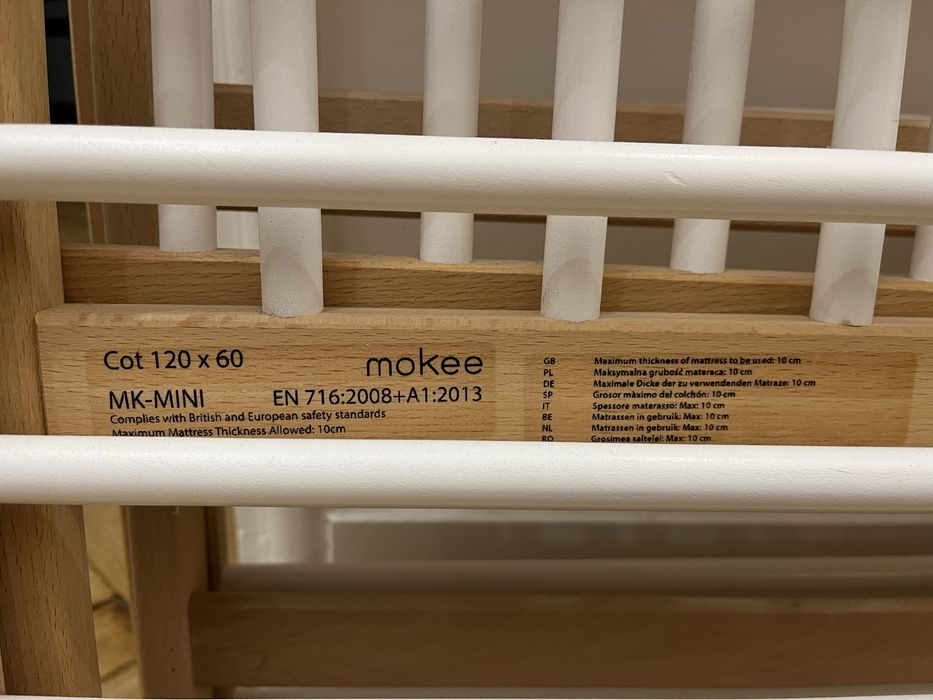 Cot 120 x 60
mokee
MK-MINI
EN 716:2008+A1:2013
Complies with British and European safety standards
Maximum Mattress Thickness Allowed: 10cm
GB Maximum thickness of mattress to be used: 10 cm
PL Maksymalna grubość materaca: 10 cm
DE Maximale Dicke der zu verwendenden Matraze: 10 cm
SP Grosor màximo del colchón: 10 cm
IT Spessore materasso: Max: 10 cm
BE Matrassen in gebruik: Max: 10 cm
NL Matrassen in gebruik: Max: 10 cm
RO Grosimea saltelei: Max: 10 cm